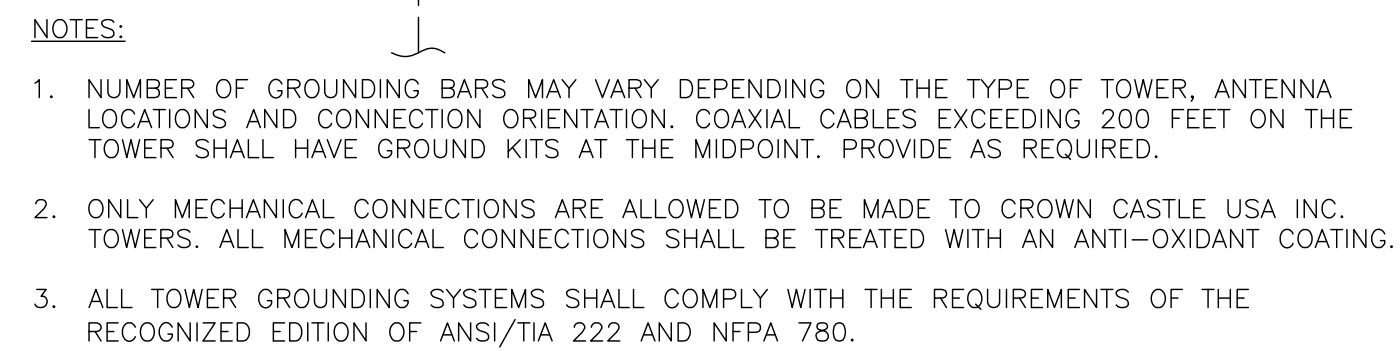 NOTES:
1. NUMBER OF GROUNDING BARS MAY VARY DEPENDING ON THE TYPE OF TOWER, ANTENNA
LOCATIONS AND CONNECTION ORIENTATION. COAXIAL CABLES EXCEEDING 200 FEET ON THE
TOWER SHALL HAVE GROUND KITS AT THE MIDPOINT. PROVIDE AS REQUIRED.
2. ONLY MECHANICAL CONNECTIONS ARE ALLOWED TO BE MADE TO CROWN CASTLE USA INC.
TOWERS. ALL MECHANICAL CONNECTIONS SHALL BE TREATED WITH AN ANTI-OXIDANT COATING.
3. ALL TOWER GROUNDING SYSTEMS SHALL COMPLY WITH THE REQUIREMENTS OF THE
RECOGNIZED EDITION OF ANSI/TIA 222 AND NFPA 780.